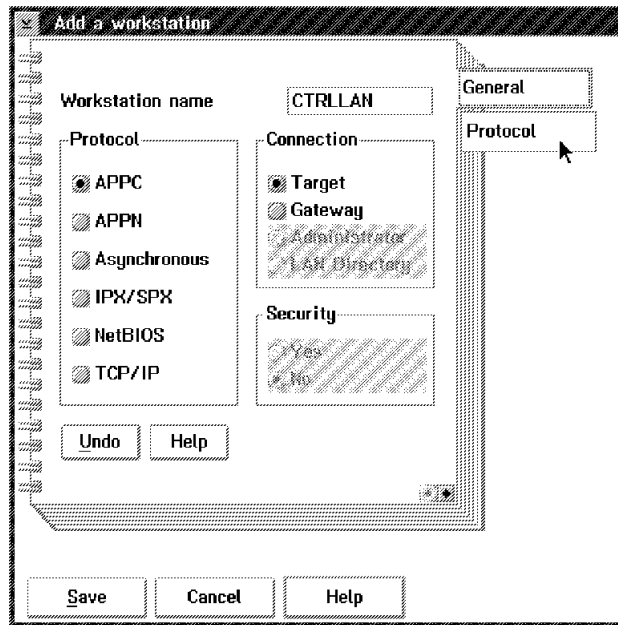 Add a workstation
General
Protocol
Workstation name CTRLLAN
Protocol
APPC
APPN
Asynchronous
IPX/SPX
NetBIOS
TCP/IP
Connection
Target
Gateway
Administrator
LAN Directory
Security
Yes
No
Undo Help
Save Cancel Help